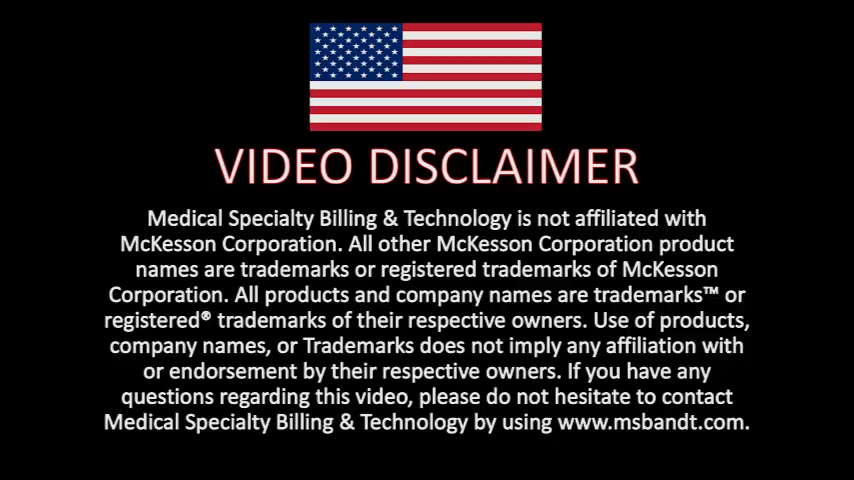 VIDEO DISCLAIMER
Medical Specialty Billing & Technology is not affiliated with
McKesson Corporation. All other McKesson Corporation product
names are trademarks or registered trademarks of McKesson
Corporation. All products and company names are trademarks™ or
registered® trademarks of their respective owners. Use of products,
company names, or Trademarks does not imply any affiliation with
or endorsement by their respective owners. If you have any
questions regarding this video, please do not hesitate to contact
Medical Specialty Billing & Technology by using www.msbandt.com.